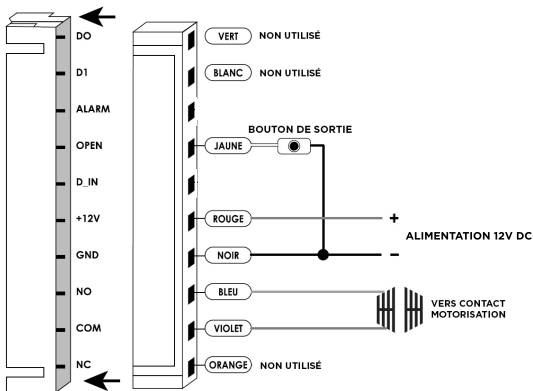 DO
D1
ALARM
OPEN
D_IN
+12V
GND
NO
COM
NC
VERT NON UTILISÉ
BLANC NON UTILISÉ
BOUTON DE SORTIE
JAUNE
ROUGE +
ALIMENTATION 12V DC
NOIR –
BLEU
VERS CONTACT
MOTORISATION
VIOLET
ORANGE NON UTILISÉ